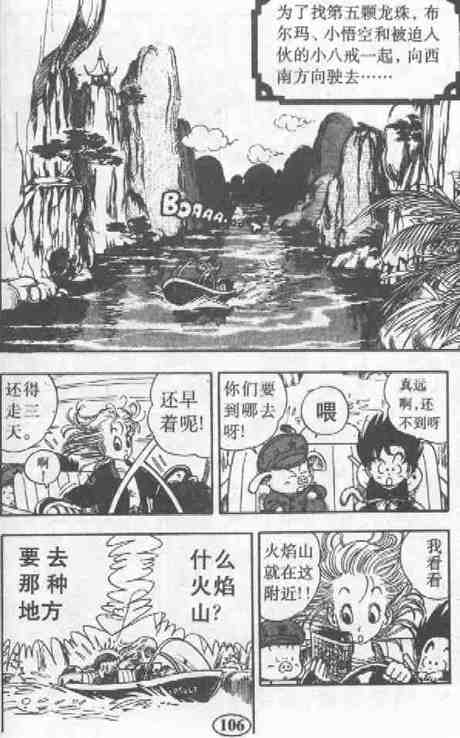 为了找第五颗龙珠，布
尔玛、小悟空和被迫入
伙的小八戒一起，向西
南方向驶去……
BOAAA..
真远
啊，还
不到呀
喂
你们要
到哪去
呀！
还早
着呢！
还得
走三
天。
啊！
我
看
看
火焰山
就在这
附近！！
什么
火焰
山？
要去
那种
地方
106